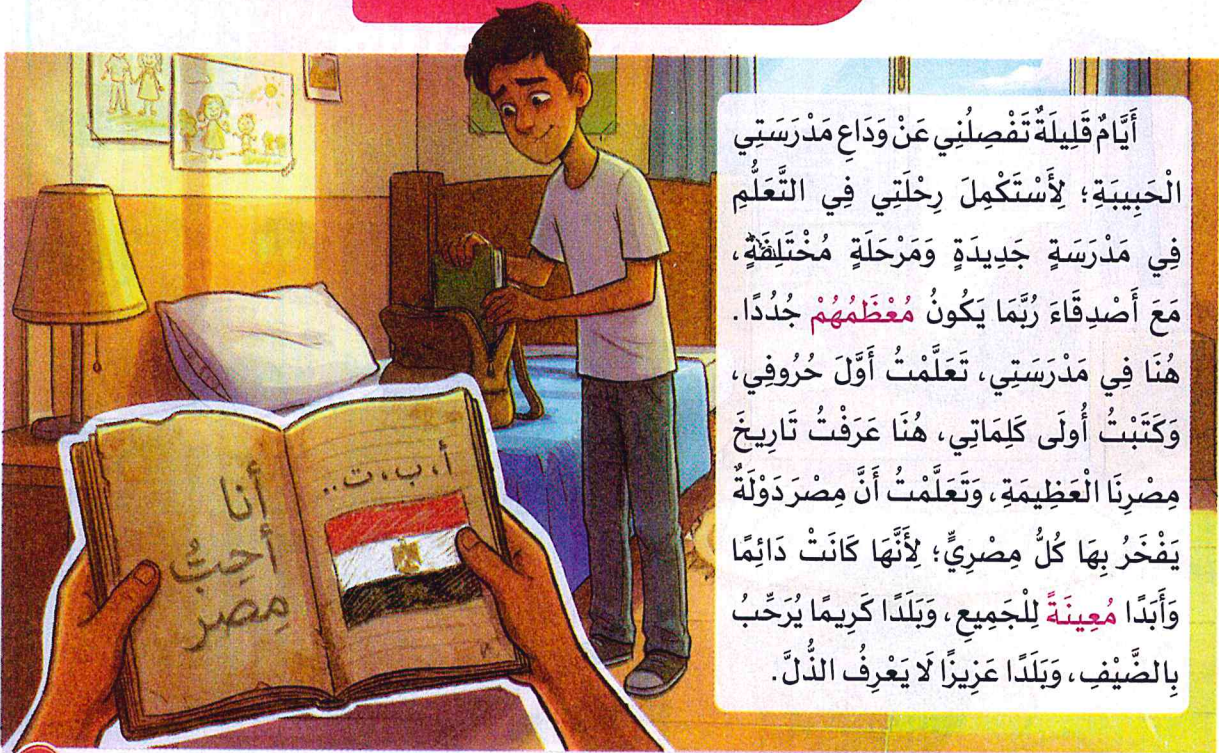 أَيَّامٌ قَلِيلَةٌ تَفْصِلُنِي عَنْ وَدَاعِ مَدْرَسَتِي
الْحَبِيبَةِ؛ لِأَسْتَكْمِلَ رِحْلَتِي فِي التَّعَلُّمِ
فِي مَدْرَسَةٍ جَدِيدَةٍ وَمَرْحَلَةٍ مُخْتَلِفَةٍ،
مَعَ أَصْدِقَاءَ رُبَّمَا يَكُونُ مُعْظَمُهُمْ جُدُدًا.
هُنَا فِي مَدْرَسَتِي، تَعَلَّمْتُ أَوَّلَ حُرُوفِي،
وَكَتَبْتُ أُولَى كَلِمَاتِي، هُنَا عَرَفْتُ تَارِيخَ
مِصْرِنَا الْعَظِيمَةِ، وَتَعَلَّمْتُ أَنَّ مِصْرَ دَوْلَةٌ
يَفْخَرُ بِهَا كُلُّ مِصْرِيٍّ؛ لِأَنَّهَا كَانَتْ دَائِمًا
وَأَبَدًا مُعِينَةً لِلْجَمِيعِ، وَبَلَدًا كَرِيمًا يُرَحِّبُ
بِالضَّيْفِ، وَبَلَدًا عَزِيزًا لَا يَعْرِفُ الذُّلَّ.
أ، ب، ت..
أنا
أحِبُّ
مِصر